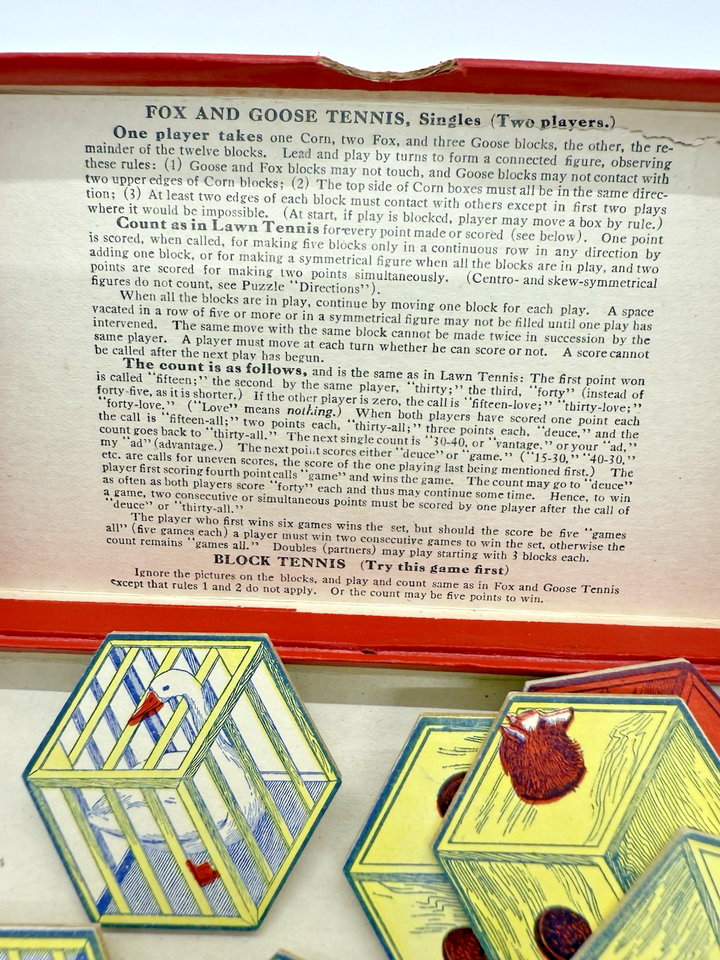 FOX AND GOOSE TENNIS, Singles (Two players.)
One player takes one Corn, two Fox, and three Goose blocks, the other, the re-
mainder of the twelve blocks. Lead and play by turns to form a connected figure, observing
these rules: (1) Goose and Fox blocks may not touch, and Goose blocks may not contact with
two upper edges of Corn blocks; (2) The top side of Corn boxes must all be in the same direc-
tion; (3) At least two edges of each block must contact with others except in first two plays
where it would be impossible. (At start, if play is blocked, player may move a box by rule.)
Count as in Lawn Tennis for every point made or scored (see below). One point
is scored, when called, for making five blocks only in a continuous row in any direction by
adding one block, or for making a symmetrical figure when all the blocks are in play, and two
points are scored for making two points simultaneously. (Centro- and skew-symmetrical
figures do not count, see Puzzle "Directions").
When all the blocks are in play, continue by moving one block for each play. A space
vacated in a row of five or more or in a symmetrical figure may not be filled until one play has
intervened. The same move with the same block cannot be made twice in succession by the
same player. A player must move at each turn whether he can score or not. A score cannot
be called after the next play has begun.
The count is as follows, and is the same as in Lawn Tennis: The first point won
is called "fifteen;" the second by the same player, "thirty;" the third, "forty" (instead of
forty-five, as it is shorter.) If the other player is zero, the call is "fifteen-love;" "thirty-love;"
"forty-love." ("Love" means nothing.) When both players have scored one point each
the call is "fifteen-all;" two points each, "thirty-all;" three points each, "deuce," and the
count goes back to "thirty-all." The next single count is "30-40, or "vantage," or your "ad,"
my "ad" (advantage.) The next point scores either "deuce" or "game." ("15-30," "40-30,"
etc. are calls for uneven scores, the score of the one playing last being mentioned first.) The
player first scoring fourth point calls "game" and wins the game. The count may go to "deuce"
as often as both players score "forty" each and thus may continue some time. Hence, to win
a game, two consecutive or simultaneous points must be scored by one player after the call of
"deuce" or "thirty-all."
The player who first wins six games wins the set, but should the score be five "games
all" (five games each) a player must win two consecutive games to win the set, otherwise the
count remains "games all." Doubles (partners) may play starting with 3 blocks each.
BLOCK TENNIS (Try this game first)
Ignore the pictures on the blocks, and play and count same as in Fox and Goose Tennis
except that rules 1 and 2 do not apply. Or the count may be five points to win.